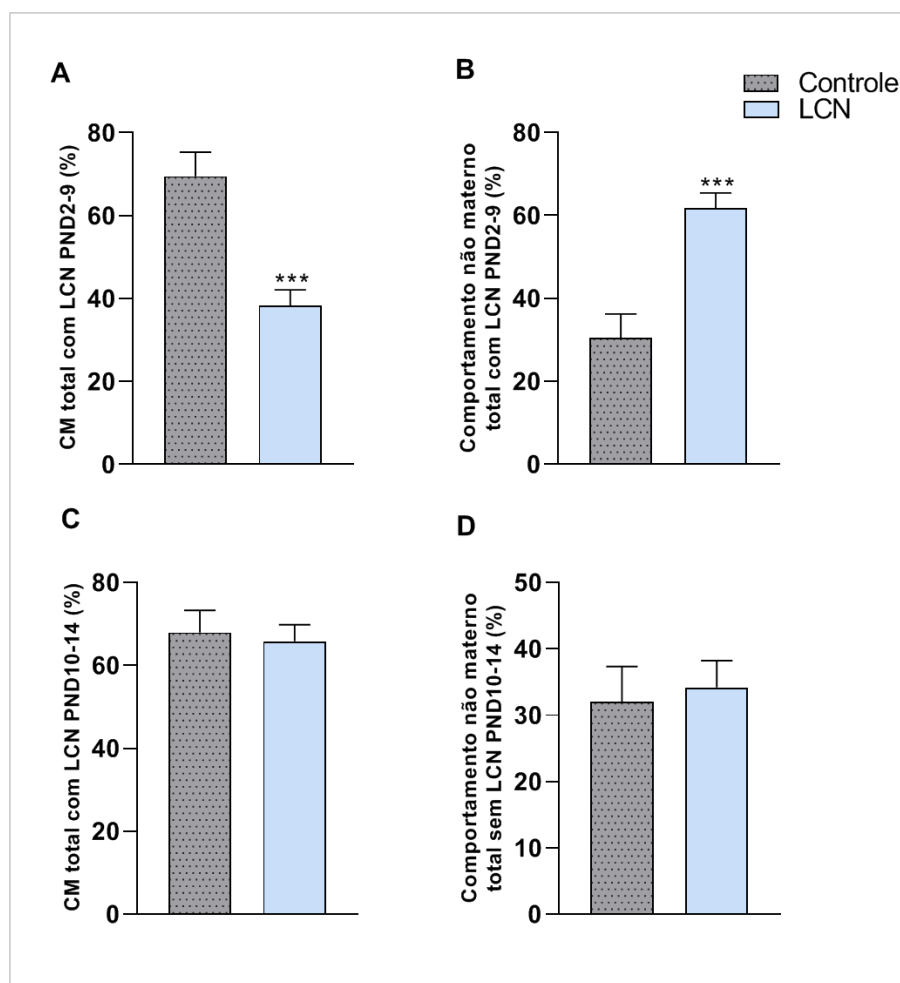 A
B
Controle
LCN
CM total com LCN PND2-9 (%)
80
60
40
20
0
***
Comportamento não materno
total com LCN PND2-9 (%)
80
60
40
20
0
***
C
D
CM total com LCN PND10-14 (%)
80
60
40
20
0
Comportamento não materno
total sem LCN PND10-14 (%)
50
40
30
20
10
0